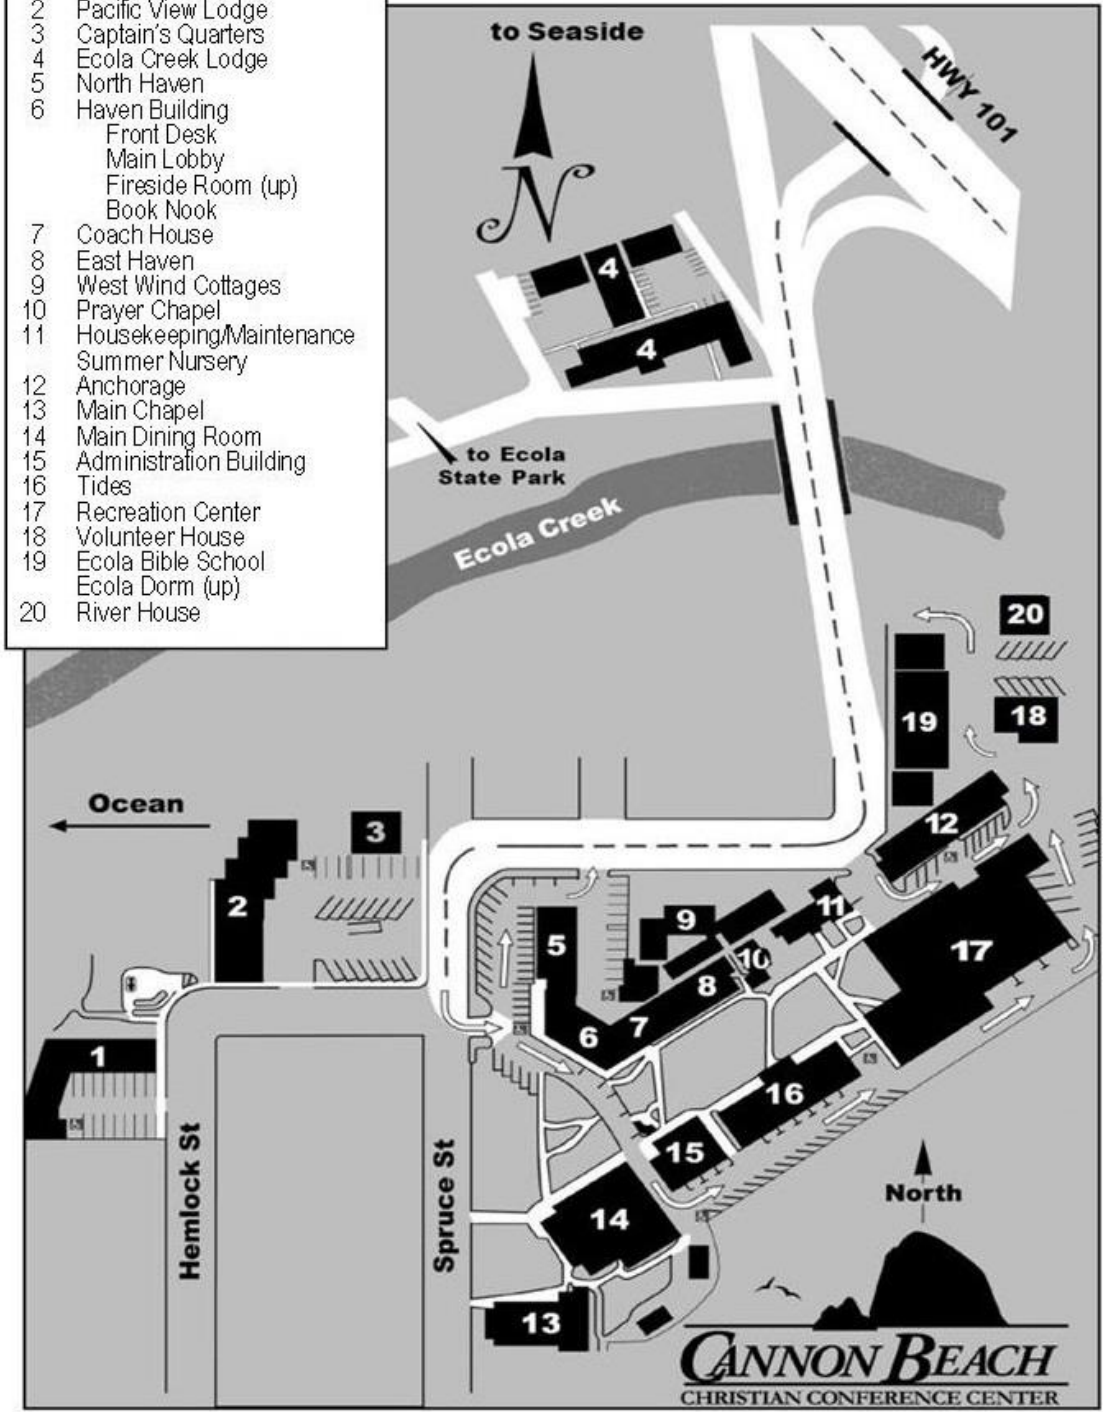 2 Pacific View Lodge
3 Captain's Quarters
4 Ecola Creek Lodge
5 North Haven
6 Haven Building
Front Desk
Main Lobby
Fireside Room (up)
Book Nook
7 Coach House
8 East Haven
9 West Wind Cottages
10 Prayer Chapel
11 Housekeeping/Maintenance
Summer Nursery
12 Anchorage
13 Main Chapel
14 Main Dining Room
15 Administration Building
16 Tides
17 Recreation Center
18 Volunteer House
19 Ecola Bible School
Ecola Dorm (up)
20 River House
to Seaside
N
HWY 101
4
4
to Ecola
State Park
Ecola Creek
20
19
18
Ocean
3
12
2
9
11
5
10
17
8
7
6
1
16
15
Hemlock St
Spruce St
14
North
13
CANNON BEACH
CHRISTIAN CONFERENCE CENTER